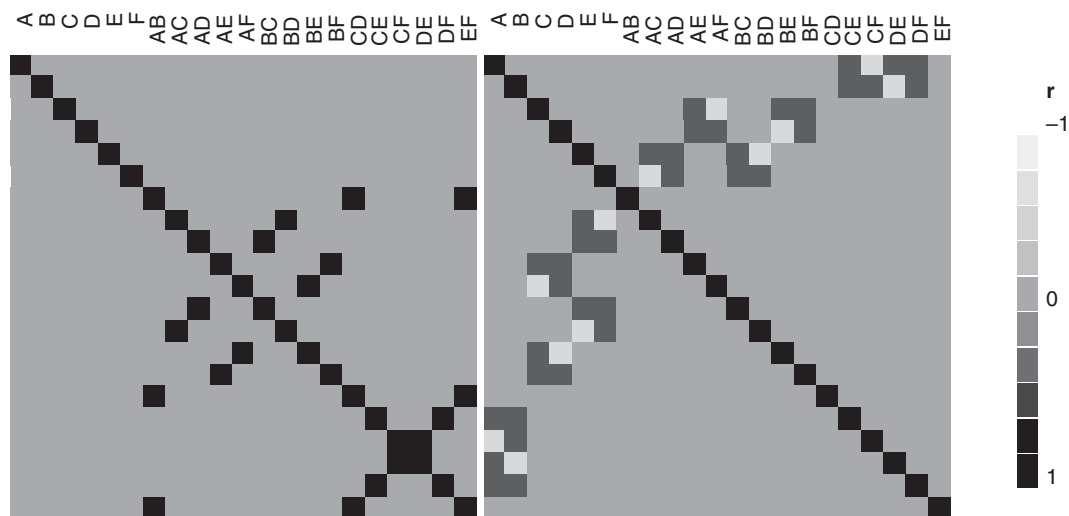 A B C D E F AB AC AD AE AF BC BD BE BF CD CE CF DE DF EF
A B C D E F AB AC AD AE AF BC BD BE BF CD CE CF DE DF EF
r
–1
0
1